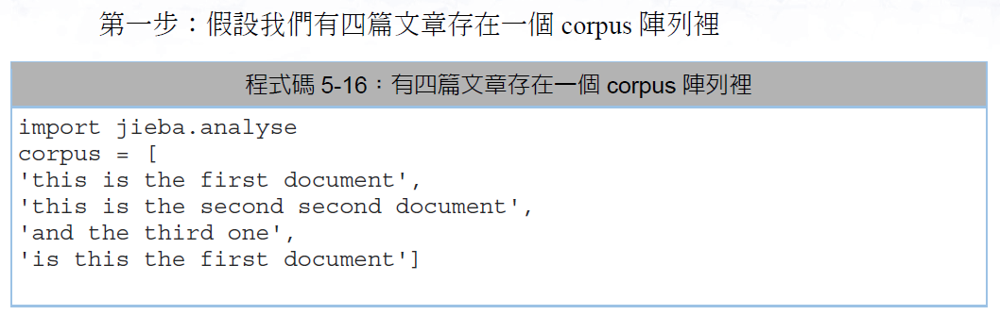 第一步：假設我們有四篇文章存在一個 corpus 陣列裡
程式碼 5-16：有四篇文章存在一個 corpus 陣列裡
import jieba.analyse
corpus = [
'this is the first document',
'this is the second second document',
'and the third one',
'is this the first document']